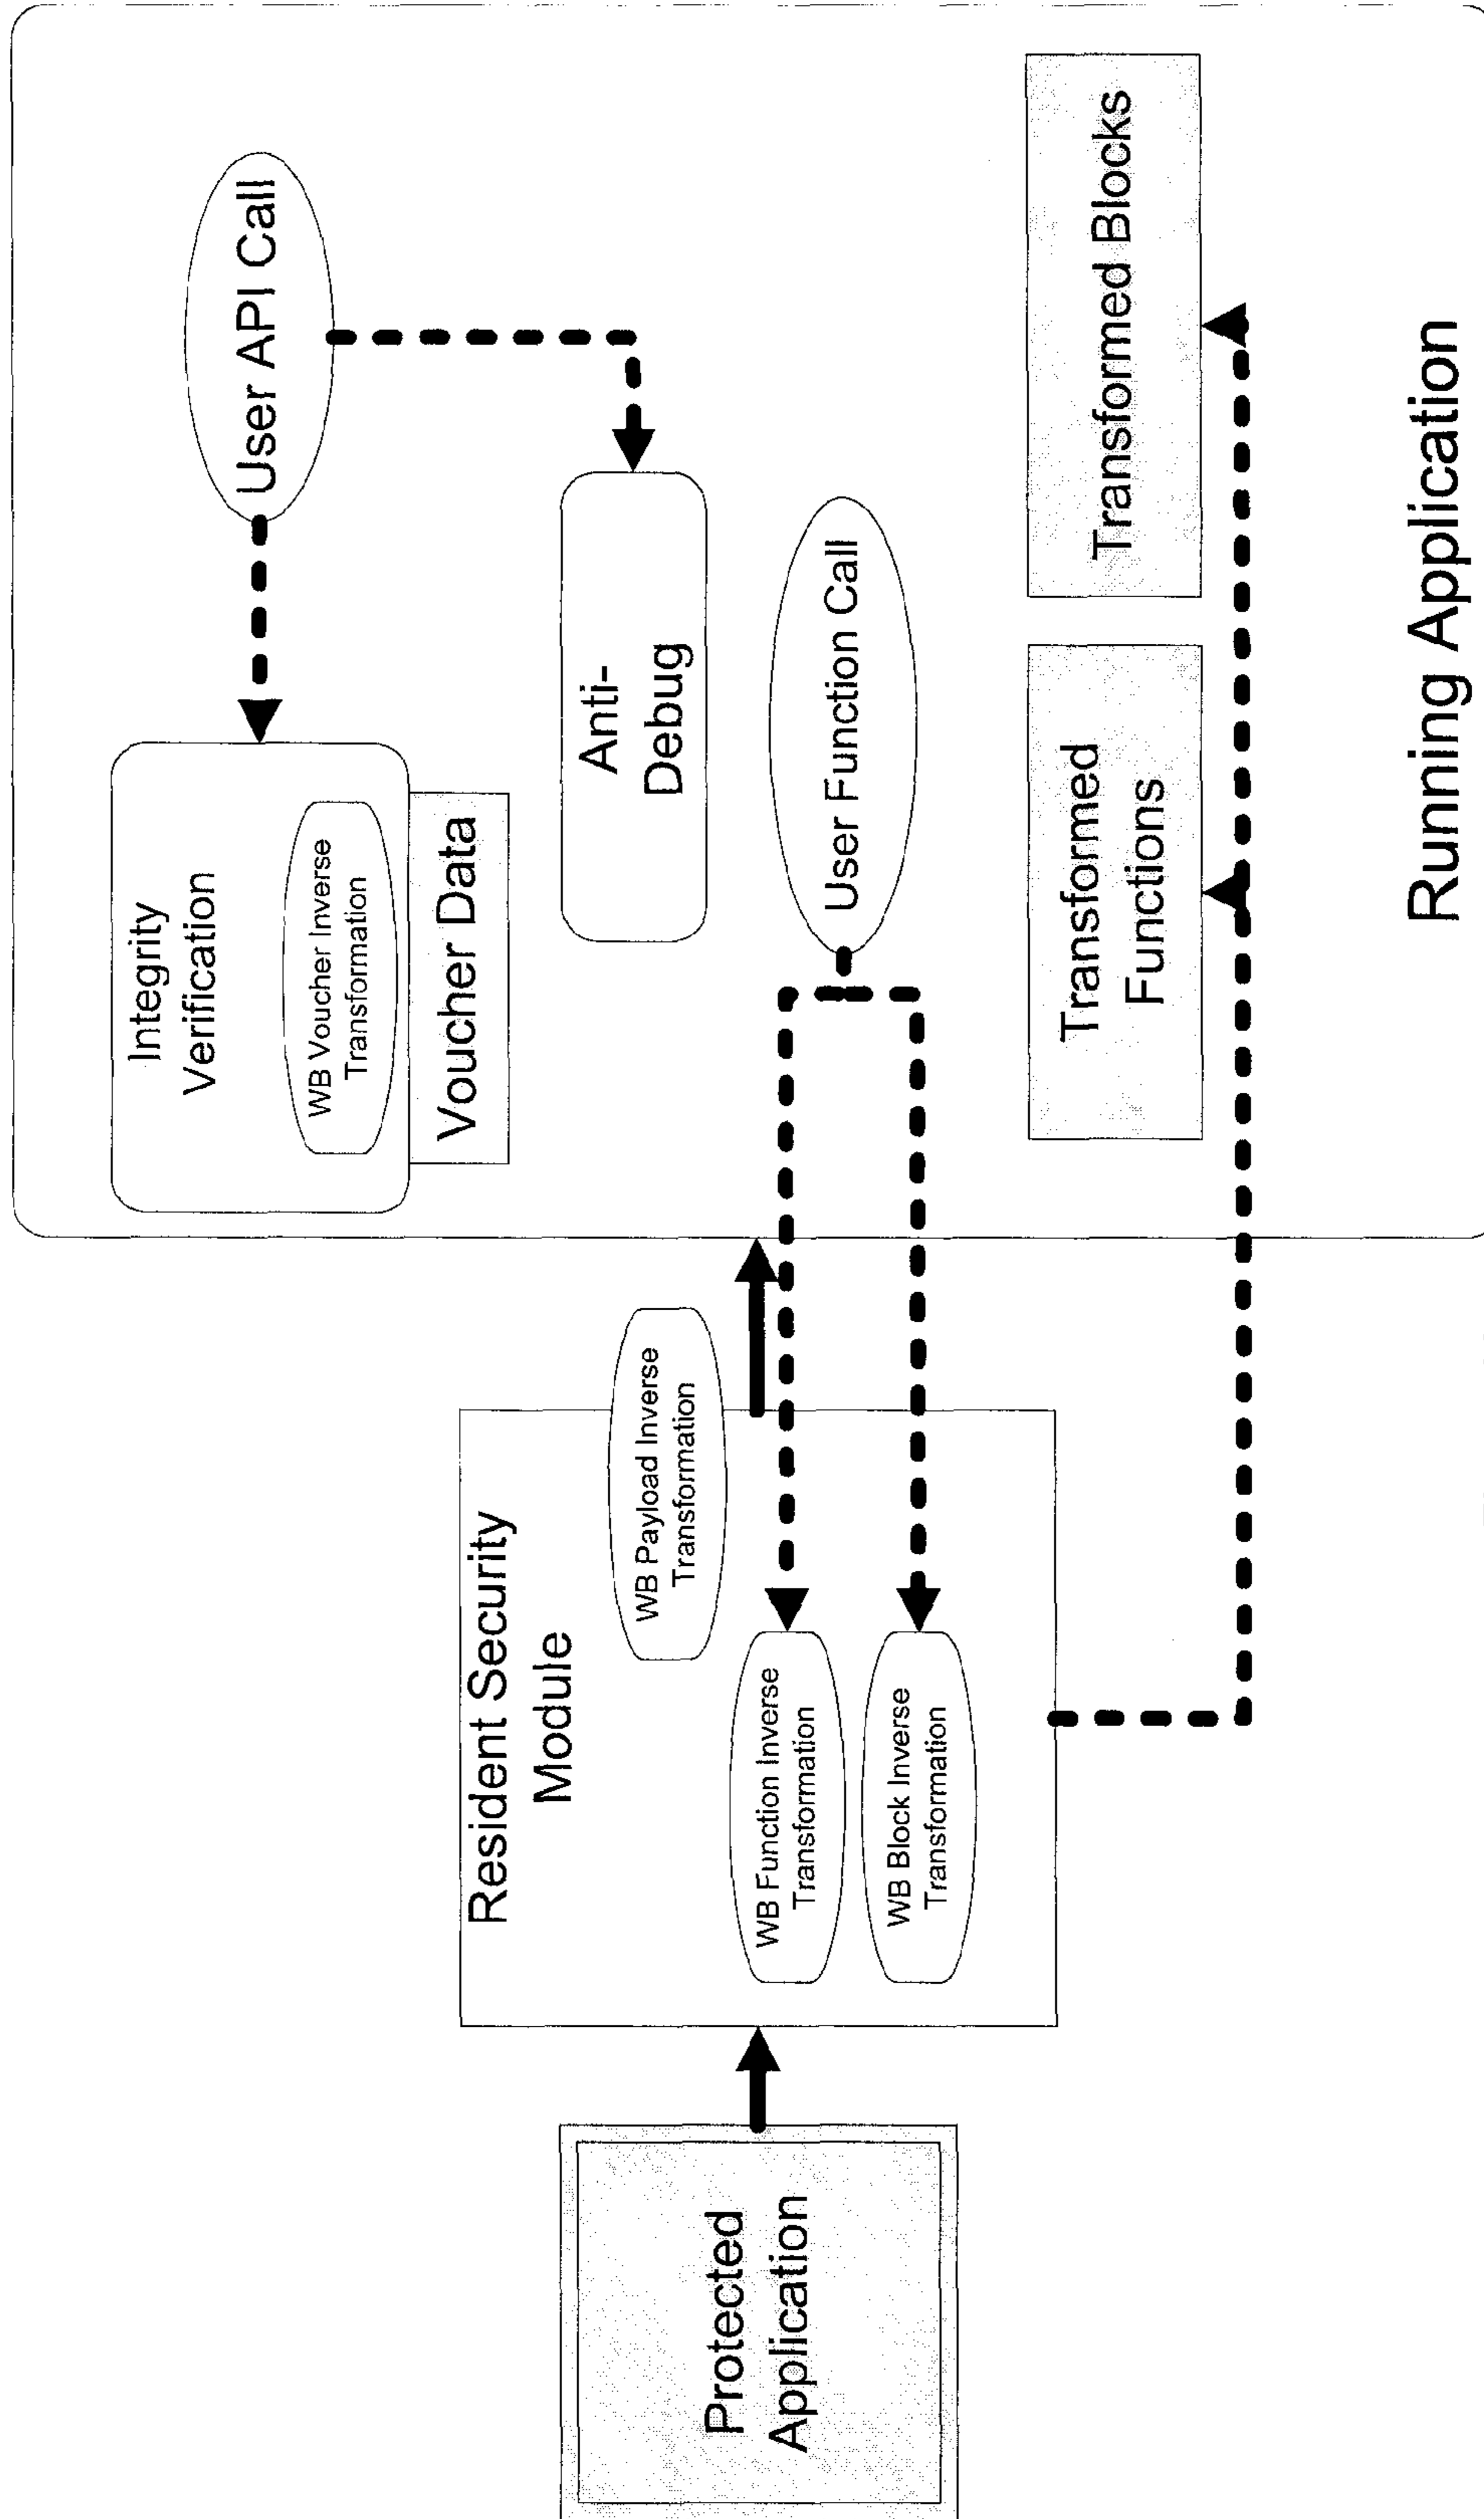 Protected
Application
Resident Security
Module
WB Payload Inverse
Transformation
WB Function Inverse
Transformation
WB Block Inverse
Transformation
Integrity
Verification
WB Voucher Inverse
Transformation
Voucher Data
User API Call
Anti-
Debug
User Function Call
Transformed
Functions
Transformed Blocks
Running Application